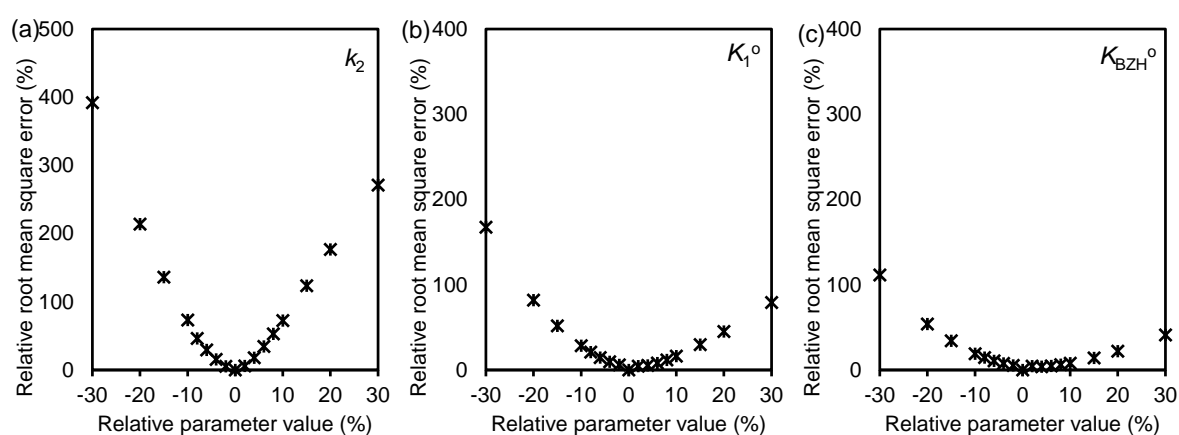 (a)
500
400
300
200
100
0
-30 -20 -10 0 10 20 30
Relative root mean square error (%)
Relative parameter value (%)
k₂
(b)
400
300
200
100
0
-30 -20 -10 0 10 20 30
Relative root mean square error (%)
Relative parameter value (%)
K₁°
(c)
400
300
200
100
0
-30 -20 -10 0 10 20 30
Relative root mean square error (%)
Relative parameter value (%)
K_BZH°